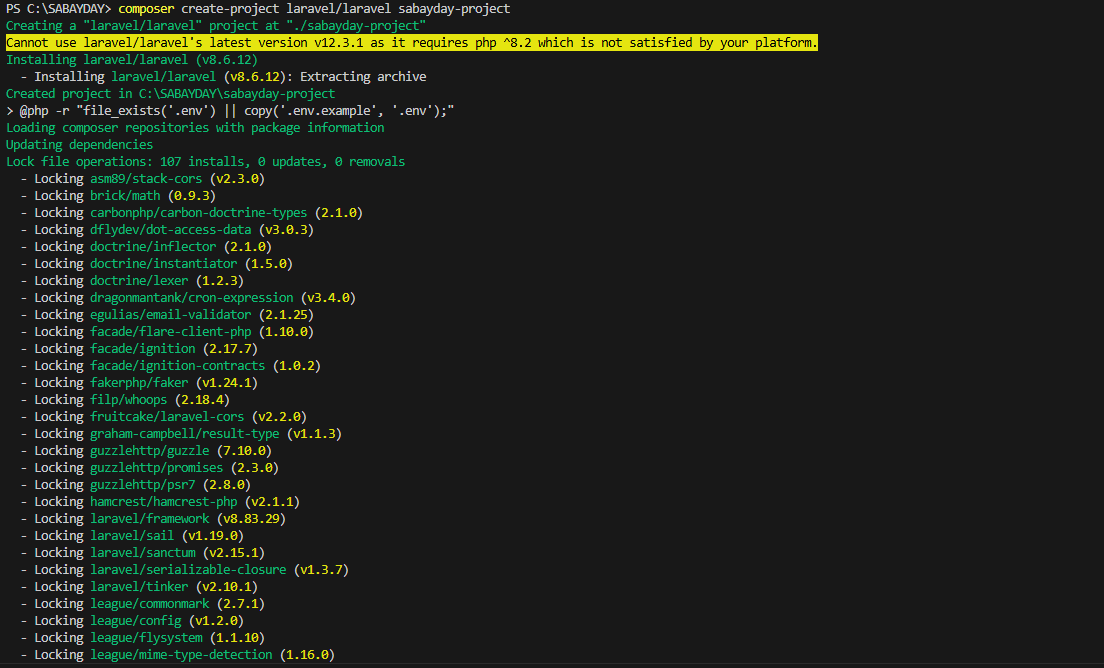 PS C:\SABAYDAY> composer create-project laravel/laravel sabayday-project
Creating a "laravel/laravel" project at "./sabayday-project"
Cannot use laravel/laravel's latest version v12.3.1 as it requires php ^8.2 which is not satisfied by your platform.
Installing laravel/laravel (v8.6.12)
  - Installing laravel/laravel (v8.6.12): Extracting archive
Created project in C:\SABAYDAY\sabayday-project
> @php -r "file_exists('.env') || copy('.env.example', '.env');"
Loading composer repositories with package information
Updating dependencies
Lock file operations: 107 installs, 0 updates, 0 removals
  - Locking asm89/stack-cors (v2.3.0)
  - Locking brick/math (0.9.3)
  - Locking carbonphp/carbon-doctrine-types (2.1.0)
  - Locking dflydev/dot-access-data (v3.0.3)
  - Locking doctrine/inflector (2.1.0)
  - Locking doctrine/instantiator (1.5.0)
  - Locking doctrine/lexer (1.2.3)
  - Locking dragonmantank/cron-expression (v3.4.0)
  - Locking egulias/email-validator (2.1.25)
  - Locking facade/flare-client-php (1.10.0)
  - Locking facade/ignition (2.17.7)
  - Locking facade/ignition-contracts (1.0.2)
  - Locking fakerphp/faker (v1.24.1)
  - Locking filp/whoops (2.18.4)
  - Locking fruitcake/laravel-cors (v2.2.0)
  - Locking graham-campbell/result-type (v1.1.3)
  - Locking guzzlehttp/guzzle (7.10.0)
  - Locking guzzlehttp/promises (2.3.0)
  - Locking guzzlehttp/psr7 (2.8.0)
  - Locking hamcrest/hamcrest-php (v2.1.1)
  - Locking laravel/framework (v8.83.29)
  - Locking laravel/sail (v1.19.0)
  - Locking laravel/sanctum (v2.15.1)
  - Locking laravel/serializable-closure (v1.3.7)
  - Locking laravel/tinker (v2.10.1)
  - Locking league/commonmark (2.7.1)
  - Locking league/config (v1.2.0)
  - Locking league/flysystem (1.1.10)
  - Locking league/mime-type-detection (1.16.0)